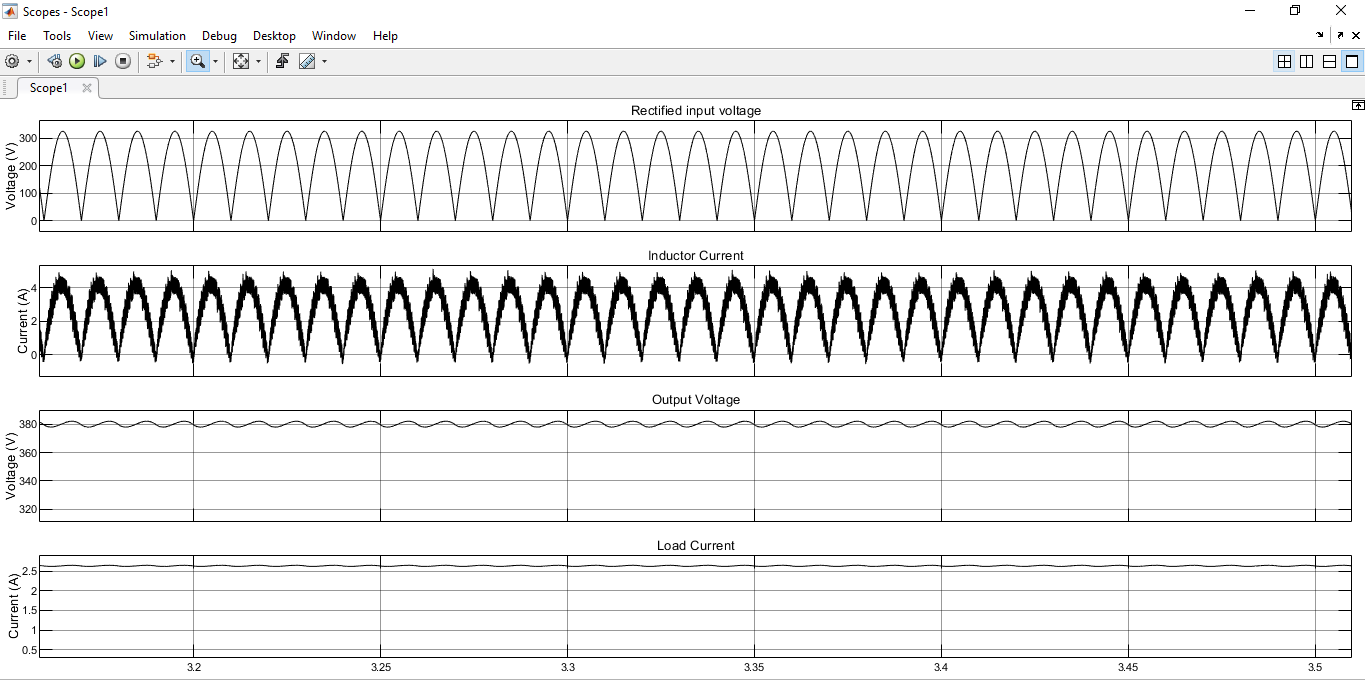 Scopes - Scope1
File Tools View Simulation Debug Desktop Window Help
Scope1
Rectified input voltage
Voltage (V)
300
200
100
0
Inductor Current
Current (A)
4
2
0
Output Voltage
Voltage (V)
380
360
340
320
Load Current
Current (A)
2.5
2
1.5
1
0.5
3.2 3.25 3.3 3.35 3.4 3.45 3.5